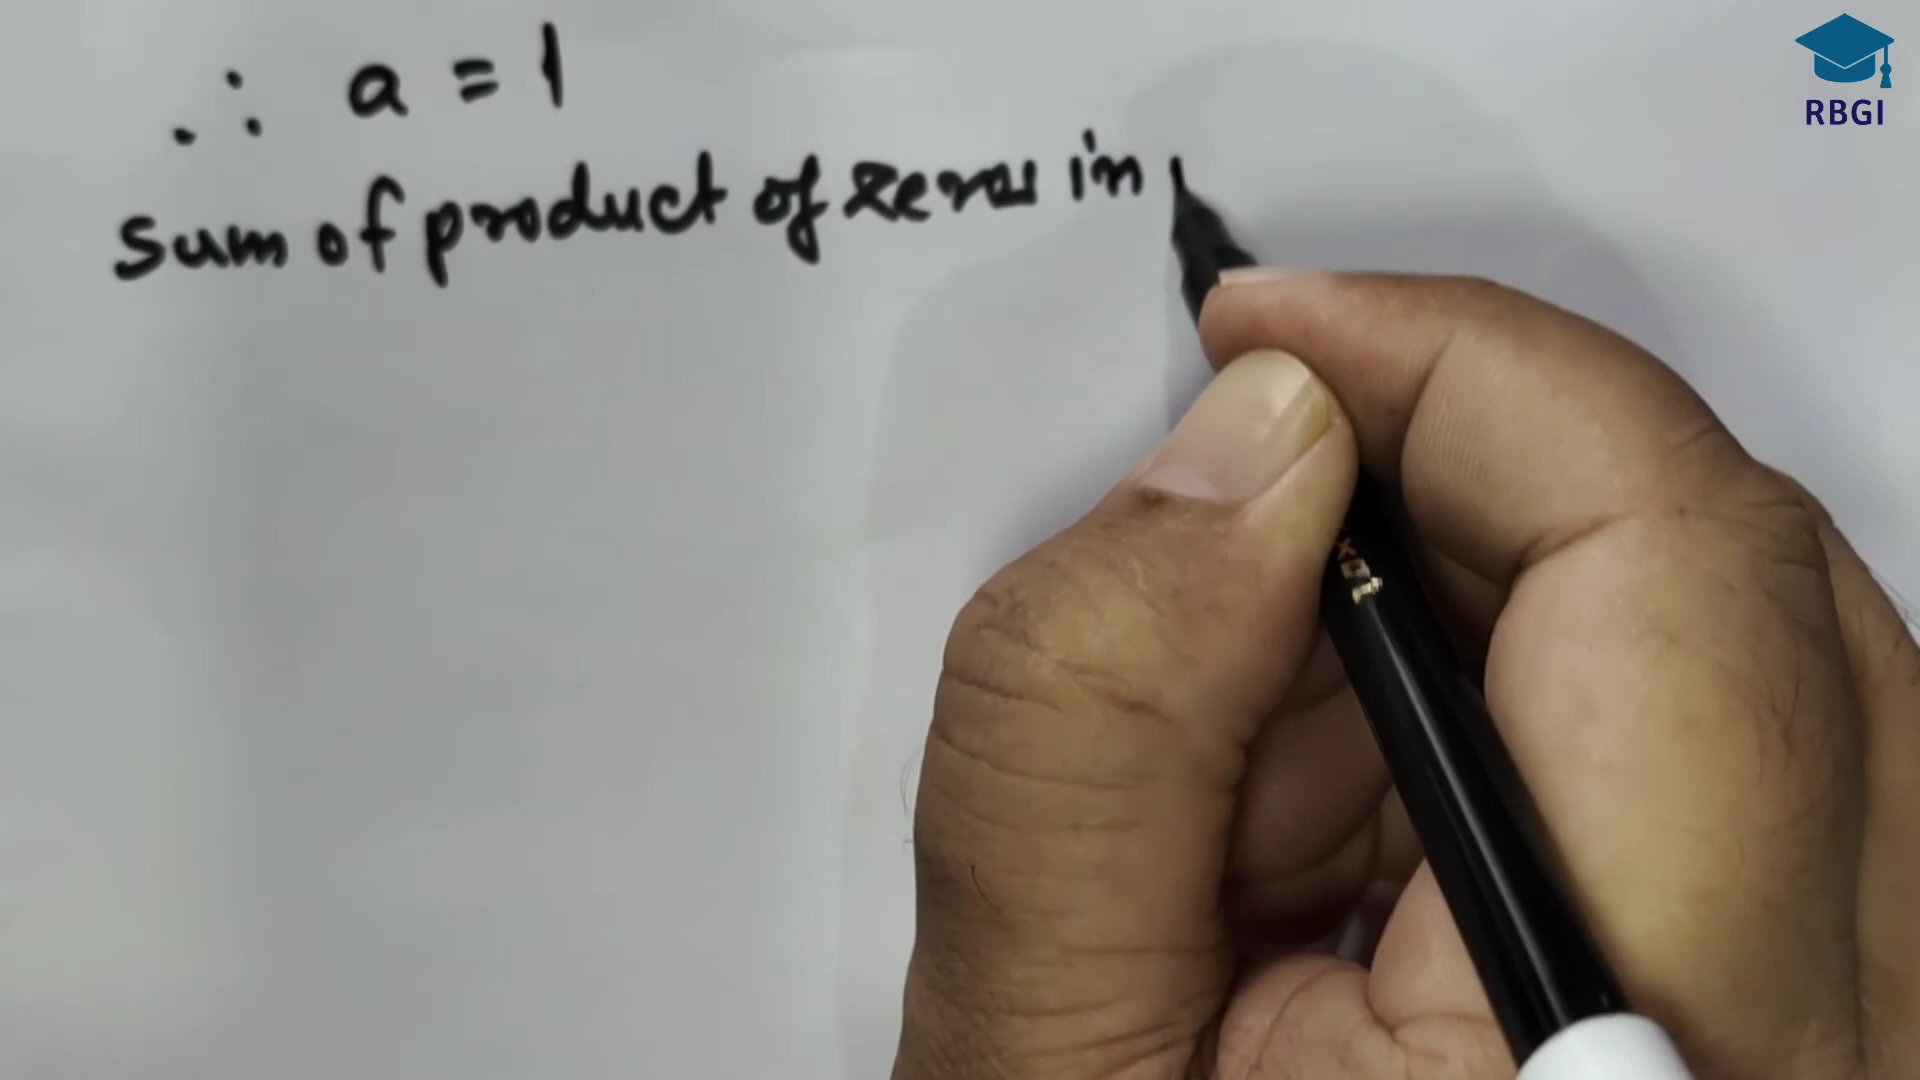 ∴ a = 1
Sum of product of zeros in
RBGI